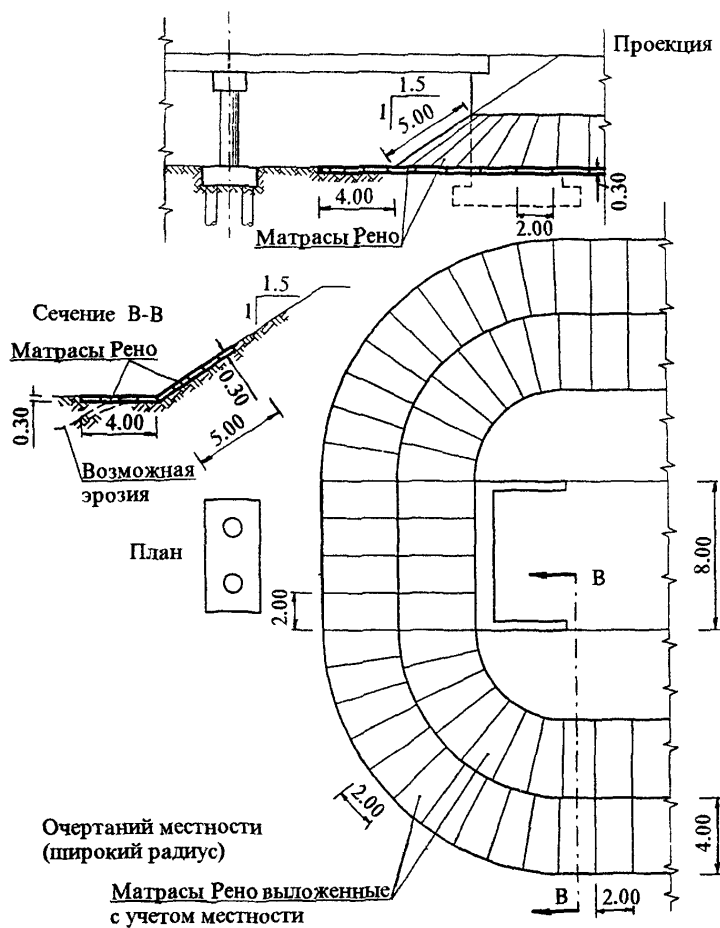 Проекция
1.5
1
5.00
4.00
0.30
2.00
Матрасы Рено
1.5
1
Сечение В-В
Матрасы Рено
0.30
0.30
4.00
5.00
Возможная
эрозия
План
2.00
В
8.00
2.00
4.00
Очертаний местности
(широкий радиус)
Матрасы Рено выложенные
с учетом местности
В
2.00